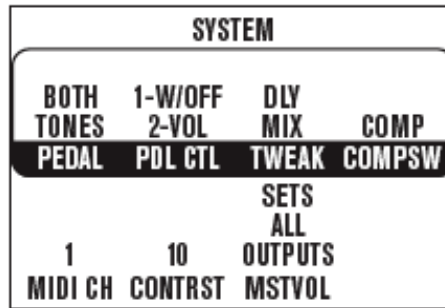 SYSTEM
BOTH 1-W/OFF DLY
TONES 2-VOL MIX COMP
PEDAL PDL CTL TWEAK COMPSW
SETS
ALL
1 10 OUTPUTS
MIDI CH CONTRST MSTVOL